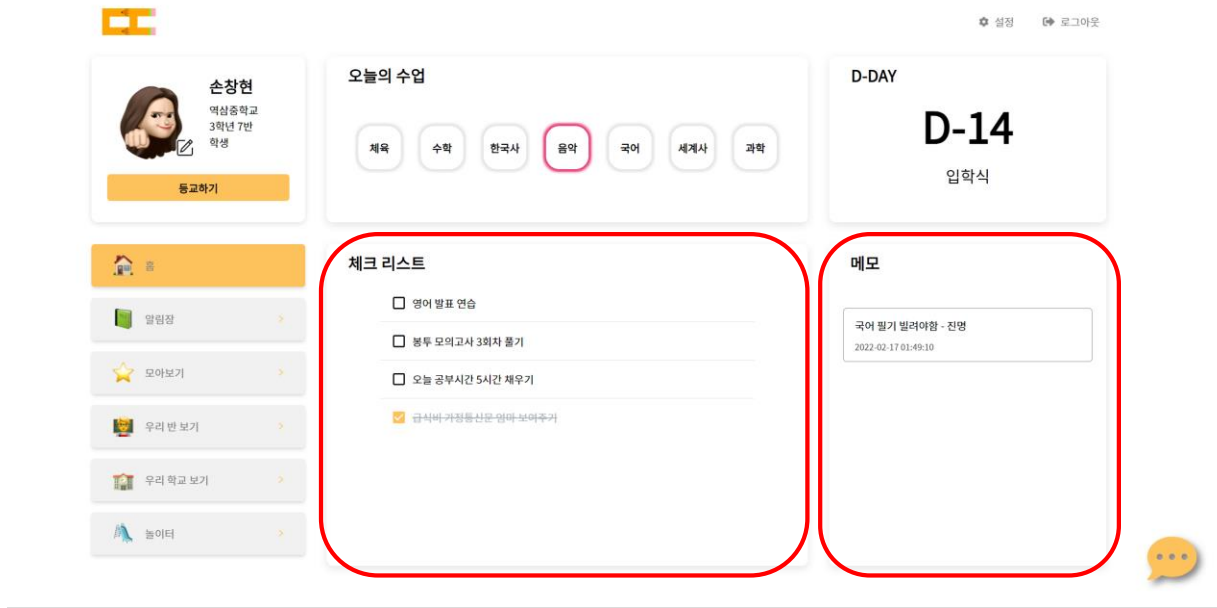 설정
로그아웃
손창현
역삼중학교
3학년 7반
학생
등교하기
오늘의 수업
체육
수학
한국사
음악
국어
세계사
과학
D-DAY
D-14
입학식
홈
알림장
모아보기
우리 반 보기
우리 학교 보기
놀이터
체크 리스트
영어 발표 연습
봉투 모의고사 3회차 풀기
오늘 공부시간 5시간 채우기
급식비 가정통신문 엄마 보여주기
메모
국어 필기 빌려야함 - 진명
2022-02-17 01:49:10